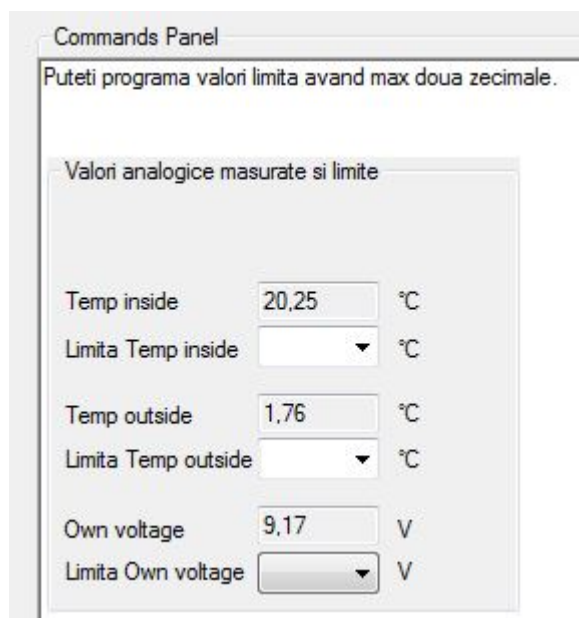 Commands Panel
Puteti programa valori limita avand max doua zecimale.
Valori analogice masurate si limite
Temp inside 20,25 °C
Limita Temp inside °C
Temp outside 1,76 °C
Limita Temp outside °C
Own voltage 9,17 V
Limita Own voltage V